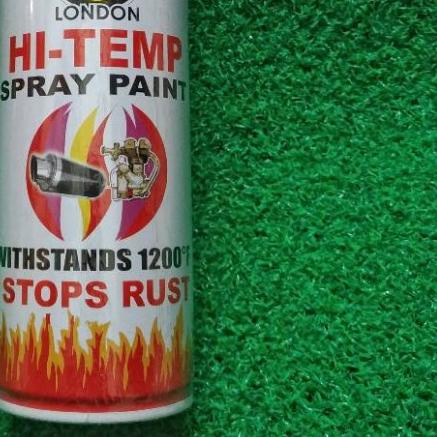 LONDON
HI-TEMP
SPRAY PAINT
WITHSTANDS 1200°F
STOPS RUST